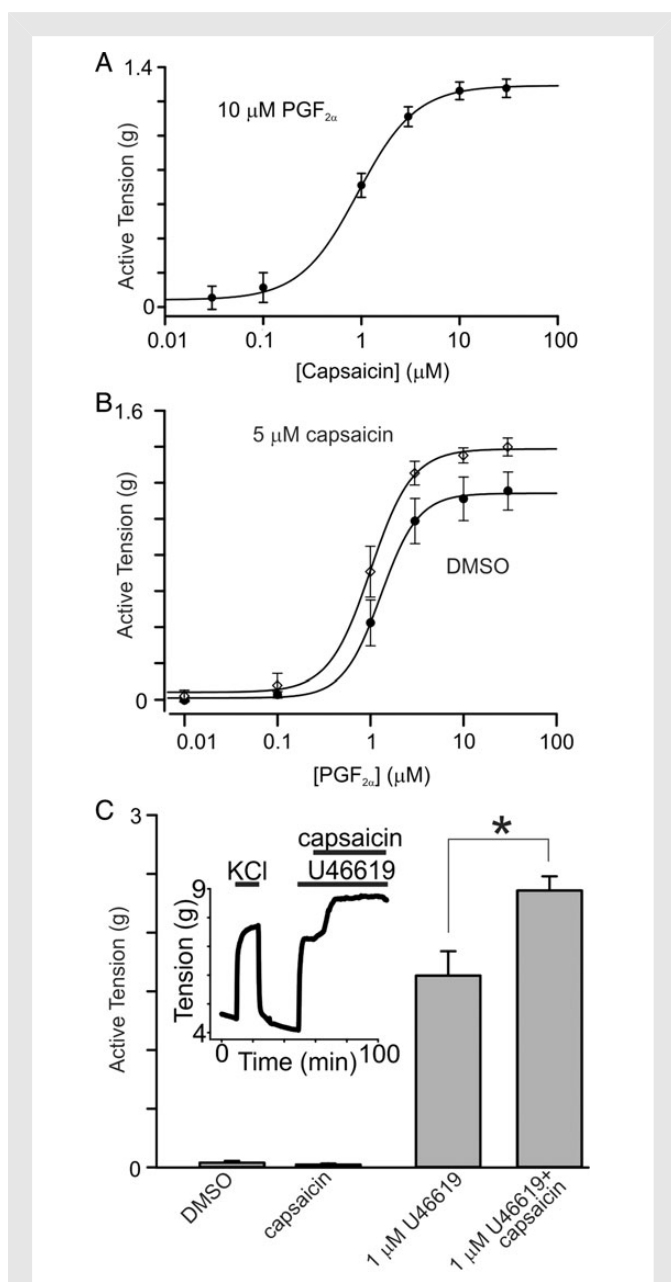 A
1.4
10 μM PGF2α
Active Tension (g)
0
0.01 0.1 1 10 100
[Capsaicin] (μM)
B
1.6
5 μM capsaicin
Active Tension (g)
DMSO
0
0.01 0.1 1 10 100
[PGF2α] (μM)
C
3
*
capsaicin
KCl U46619
9
Tension (g)
4
0 100
Time (min)
Active Tension (g)
0
DMSO
capsaicin
1 μM U46619
1 μM U46619+
capsaicin